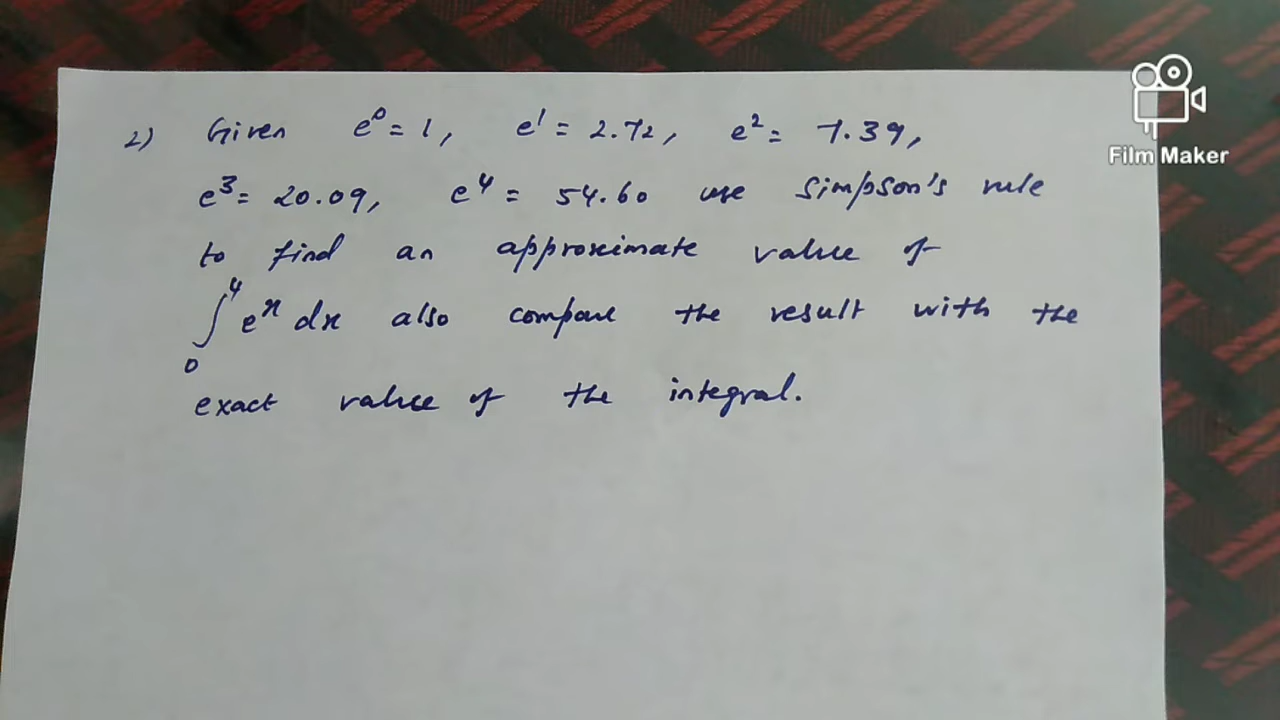 2) Given e⁰ = 1, e¹ = 2.72, e² = 7.39,
e³ = 20.09, e⁴ = 54.60 use Simpson's rule
to find an approximate value of
∫₀⁴ eˣ dx also compare the result with the
exact value of the integral.
Film Maker